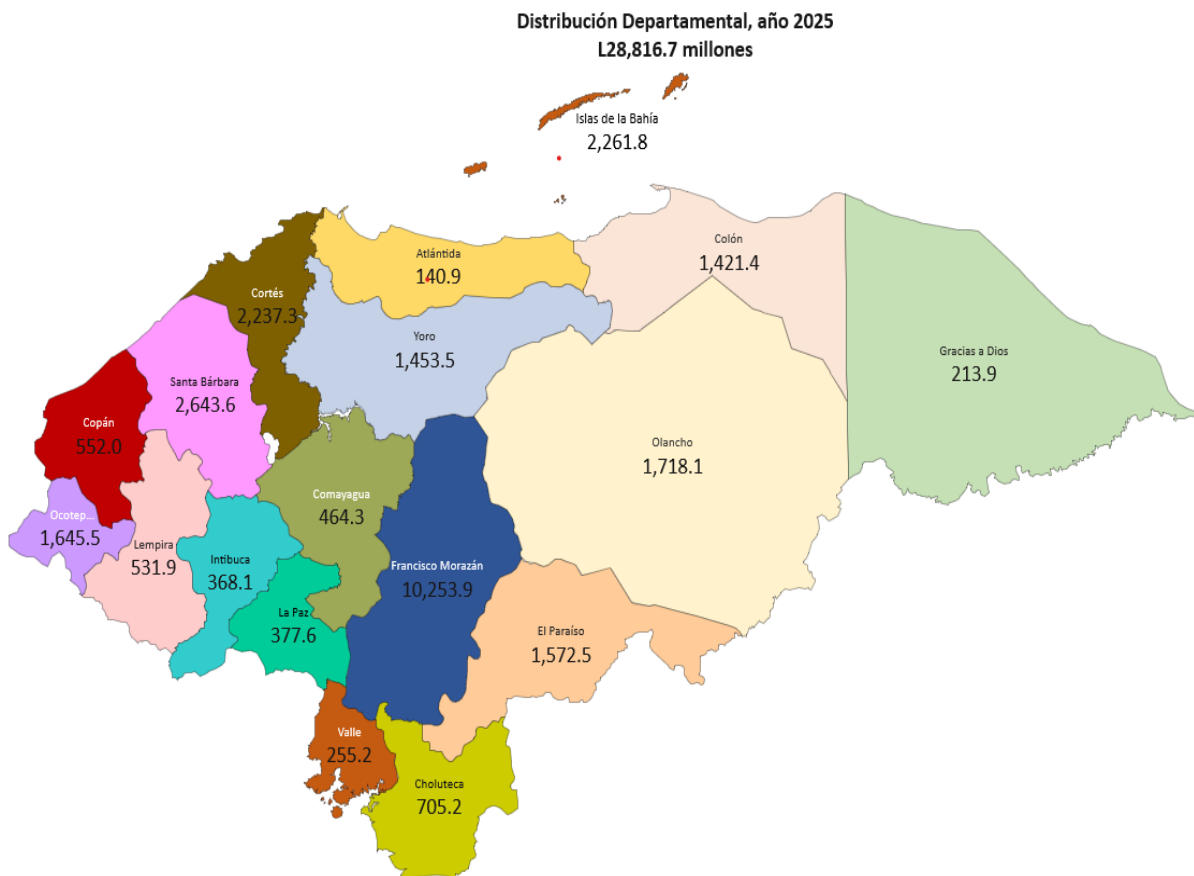 Distribución Departamental, año 2025
L28,816.7 millones
Islas de la Bahía
2,261.8
Colón
1,421.4
Atlántida
140.9
Cortés
2,237.3
Yoro
1,453.5
Gracias a Dios
213.9
Santa Bárbara
2,643.6
Copán
552.0
Olancho
1,718.1
Comayagua
464.3
Ocotep...
1,645.5
Lempira
531.9
Intibuca
368.1
Francisco Morazán
10,253.9
La Paz
377.6
El Paraíso
1,572.5
Valle
255.2
Choluteca
705.2